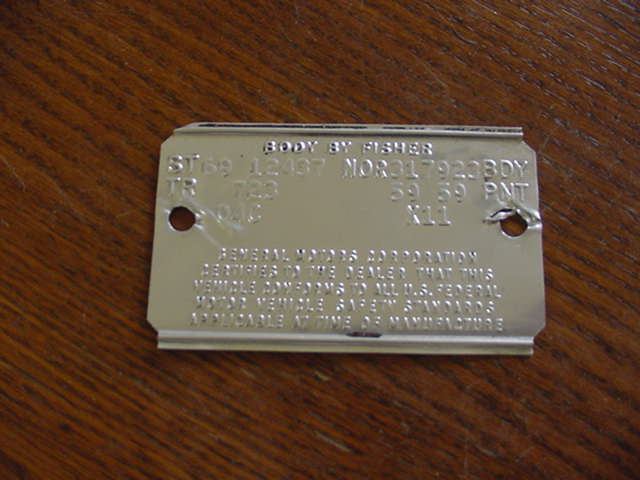 BODY BY FISHER
ST69 12437 NOR317922BDY
TR 723 59 59 PNT
04C X11
GENERAL MOTORS CORPORATION
CERTIFIES TO THE DEALER THAT THIS
VEHICLE CONFORMS TO ALL U.S. FEDERAL
MOTOR VEHICLE SAFETY STANDARDS
APPLICABLE AT TIME OF MANUFACTURE